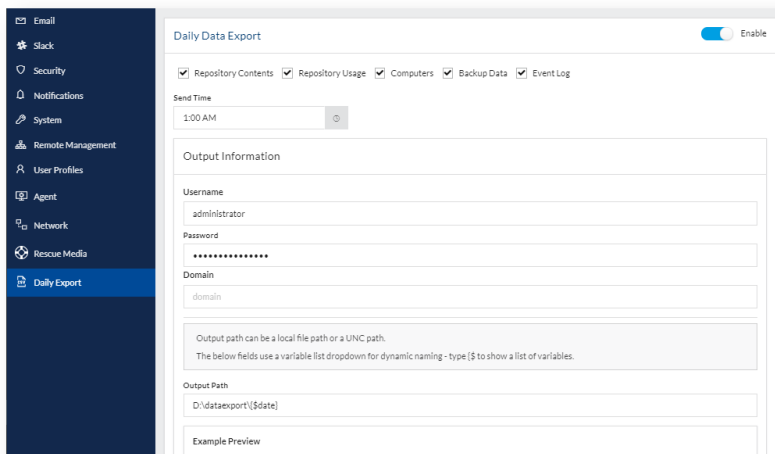 Email
Slack
Security
Notifications
System
Remote Management
User Profiles
Agent
Network
Rescue Media
Daily Export
Daily Data Export
Enable
Repository Contents Repository Usage Computers Backup Data Event Log
Send Time
1:00 AM
Output Information
Username
administrator
Password
•••••••••••••••
Domain
domain
Output path can be a local file path or a UNC path.
The below fields use a variable list dropdown for dynamic naming - type {$ to show a list of variables.
Output Path
D:\dataexport\{$date}
Example Preview